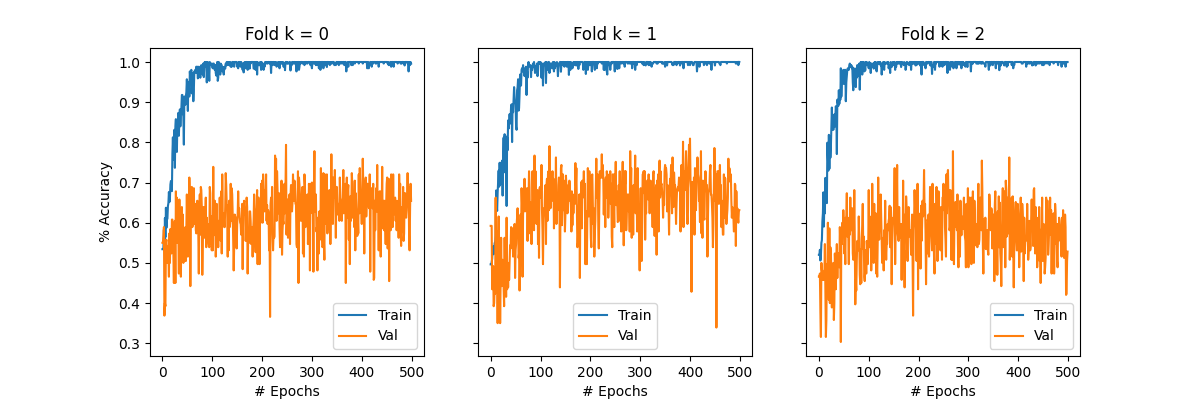 Fold k = 0
Fold k = 1
Fold k = 2
% Accuracy
1.0
0.9
0.8
0.7
0.6
0.5
0.4
0.3
Train
Val
Train
Val
Train
Val
0 100 200 300 400 500
0 100 200 300 400 500
0 100 200 300 400 500
# Epochs
# Epochs
# Epochs